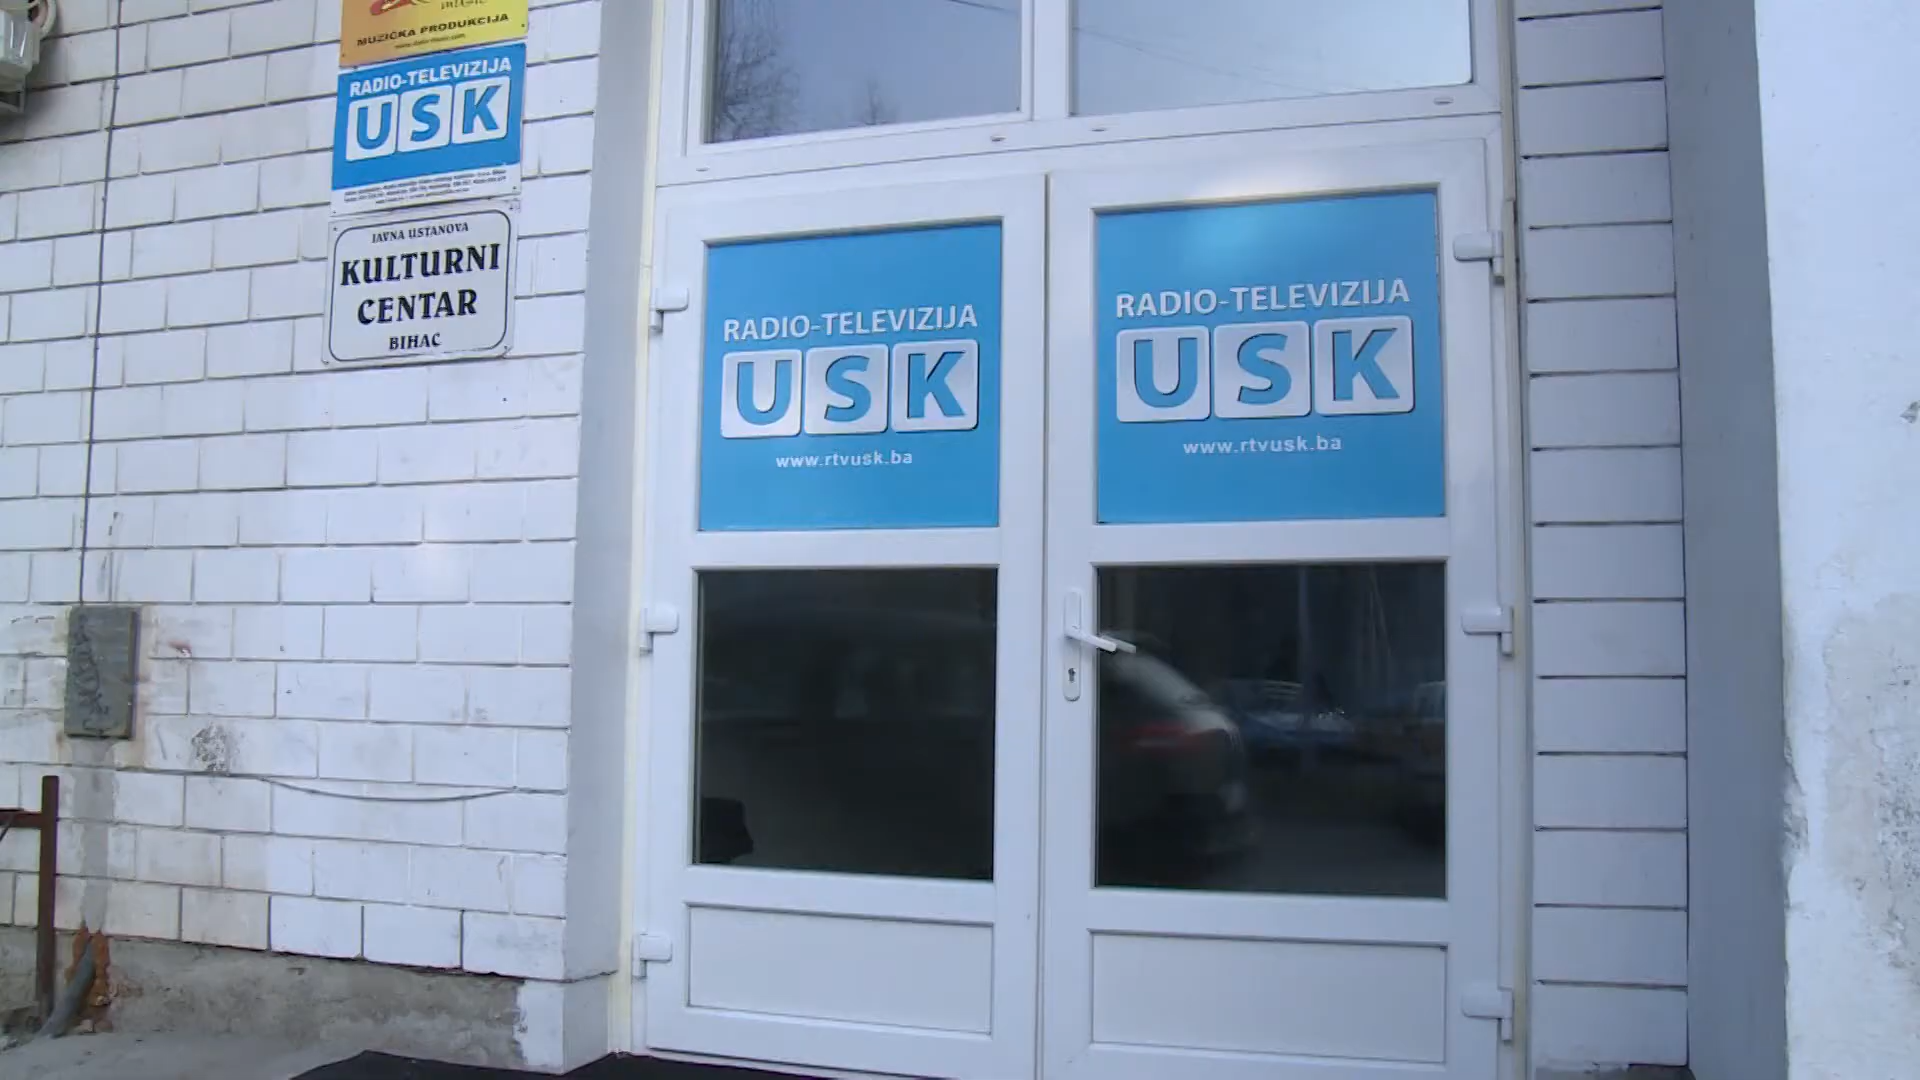 MUZIČKA PRODUKCIJA
RADIO-TELEVIZIJA
USK
JAVNA USTANOVA
KULTURNI
CENTAR
BIHAĆ
RADIO-TELEVIZIJA
USK
www.rtvusk.ba
RADIO-TELEVIZIJA
USK
www.rtvusk.ba